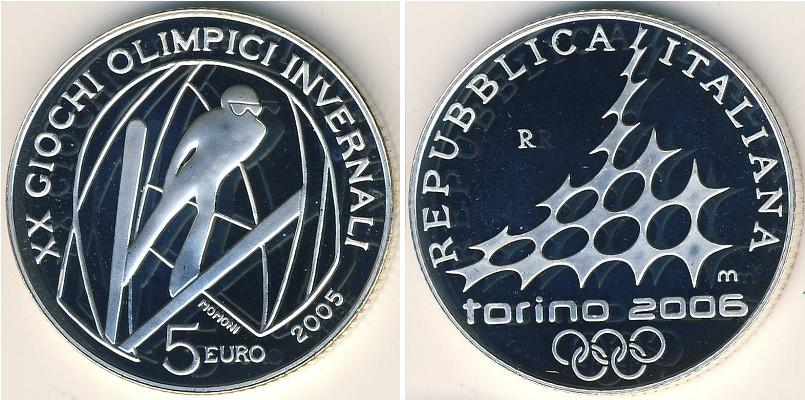 XX GIOCHI OLIMPICI INVERNALI
MOMONI
2005
5 EURO
REPUBBLICA ITALIANA
R
m
torino 2006